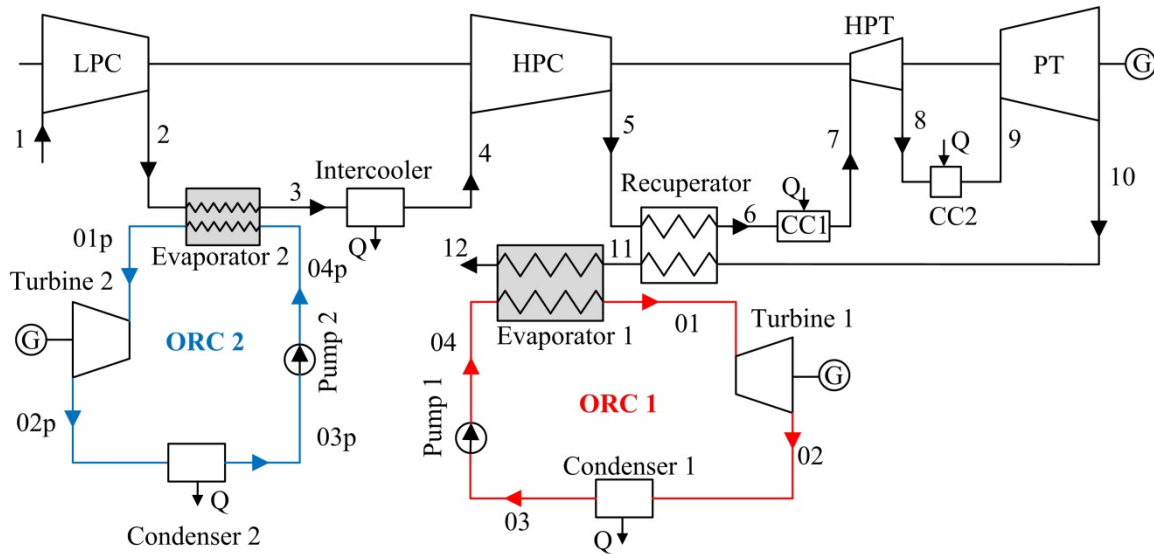 HPT
LPC
HPC
PT
G
1
2
4
5
7
8
9
10
Intercooler
Recuperator
Q
Q
3
6
CC1
CC2
Q
01p
Evaporator 2
04p
12
11
Turbine 2
Evaporator 1
01
Turbine 1
04
G
ORC 2
Pump 2
Pump 1
ORC 1
G
02p
03p
02
Condenser 1
Q
03
Condenser 2
Q